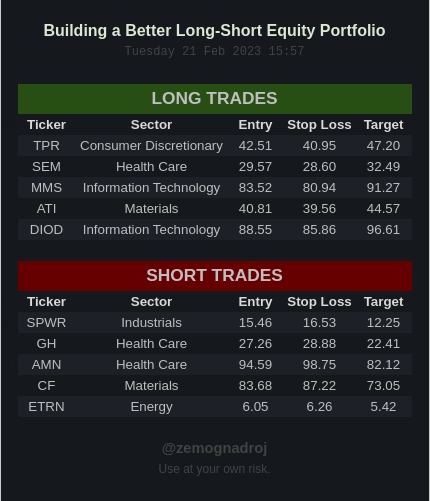 Building a Better Long-Short Equity Portfolio
Tuesday 21 Feb 2023 15:57
LONG TRADES
Ticker Sector Entry Stop Loss Target
TPR Consumer Discretionary 42.51 40.95 47.20
SEM Health Care 29.57 28.60 32.49
MMS Information Technology 83.52 80.94 91.27
ATI Materials 40.81 39.56 44.57
DIOD Information Technology 88.55 85.86 96.61
SHORT TRADES
Ticker Sector Entry Stop Loss Target
SPWR Industrials 15.46 16.53 12.25
GH Health Care 27.26 28.88 22.41
AMN Health Care 94.59 98.75 82.12
CF Materials 83.68 87.22 73.05
ETRN Energy 6.05 6.26 5.42
@zemognadroj
Use at your own risk.